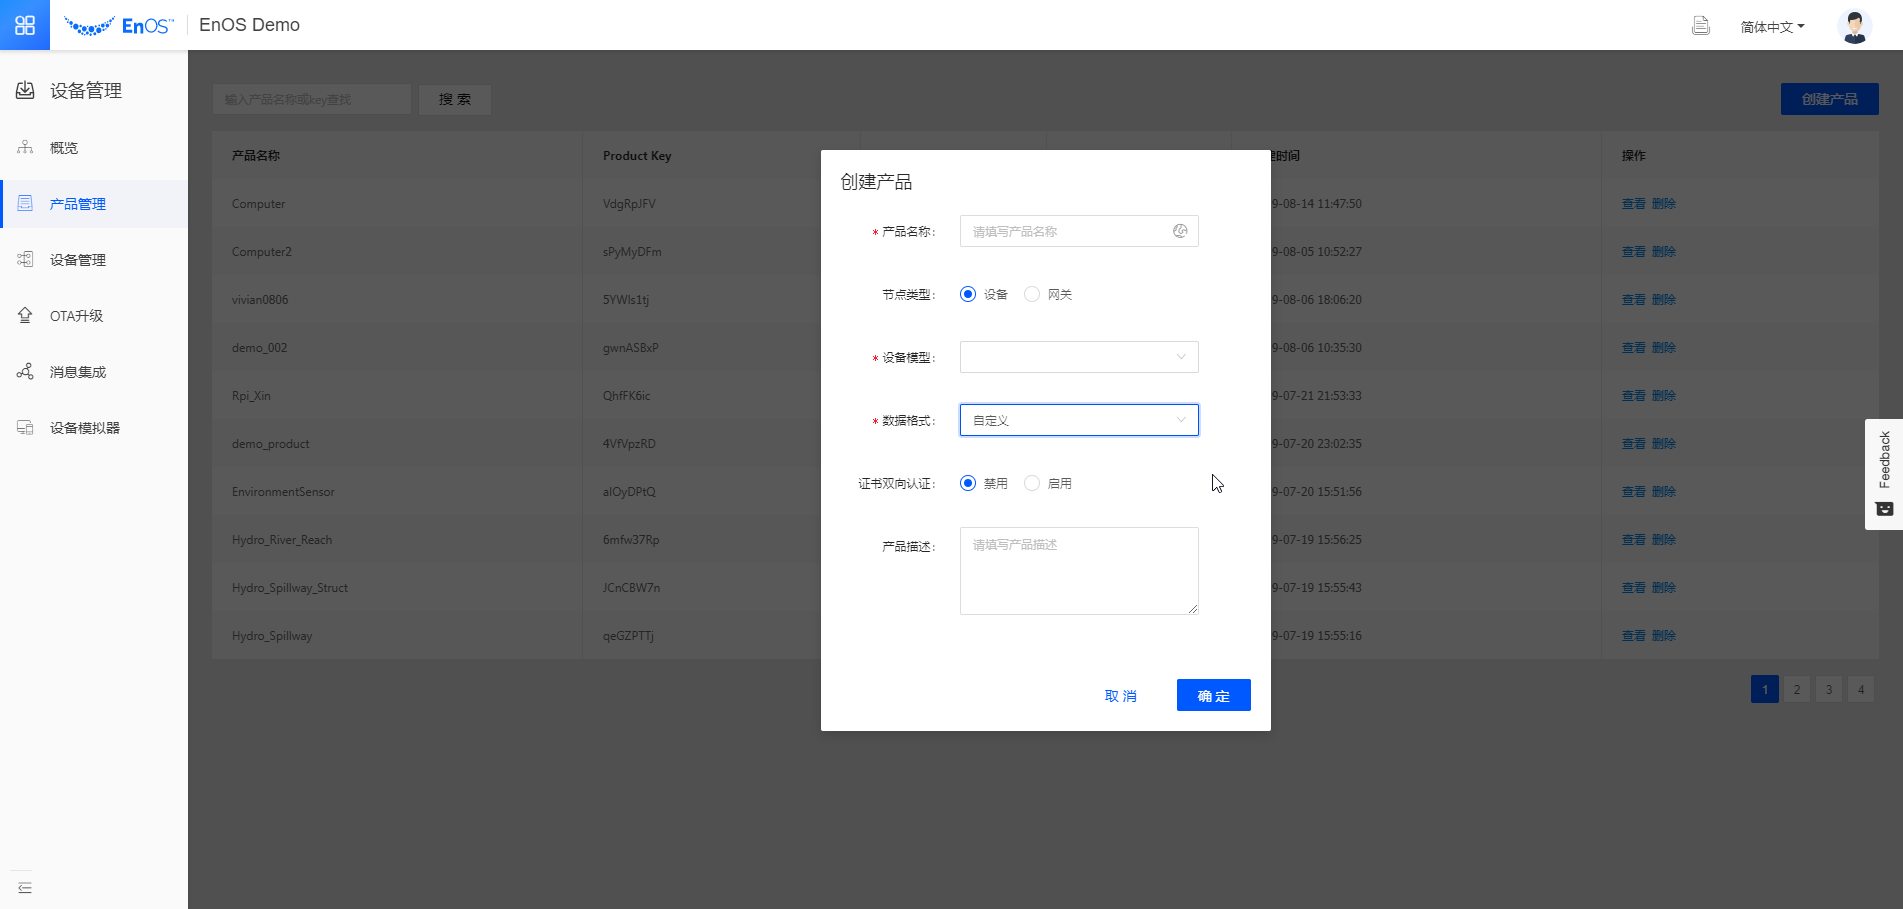 EnOS™
EnOS Demo
简体中文
设备管理
概览
产品管理
设备管理
OTA升级
消息集成
设备模拟器
输入产品名称或key查找
搜 索
创建产品
产品名称 Product Key 时间 操作
Computer VdgRpJFV 9-08-14 11:47:50 查看 删除
Computer2 sPyMyDFm 9-08-05 10:52:27 查看 删除
vivian0806 5YWls1tj 9-08-06 18:06:20 查看 删除
demo_002 gwnASBxP 9-08-06 10:35:30 查看 删除
Rpi_Xin QhfFK6ic 9-07-21 21:53:33 查看 删除
demo_product 4VfVpzRD 9-07-20 23:02:35 查看 删除
EnvironmentSensor alOyDPtQ 9-07-20 15:51:56 查看 删除
Hydro_River_Reach 6mfw37Rp 9-07-19 15:56:25 查看 删除
Hydro_Spillway_Struct JCnCBW7n 9-07-19 15:55:43 查看 删除
Hydro_Spillway qeGZPTTj 9-07-19 15:55:16 查看 删除
1 2 3 4
创建产品
* 产品名称: 请填写产品名称
节点类型: 设备 网关
* 设备模型:
* 数据格式: 自定义
证书双向认证: 禁用 启用
产品描述: 请填写产品描述
取 消 确 定
Feedback